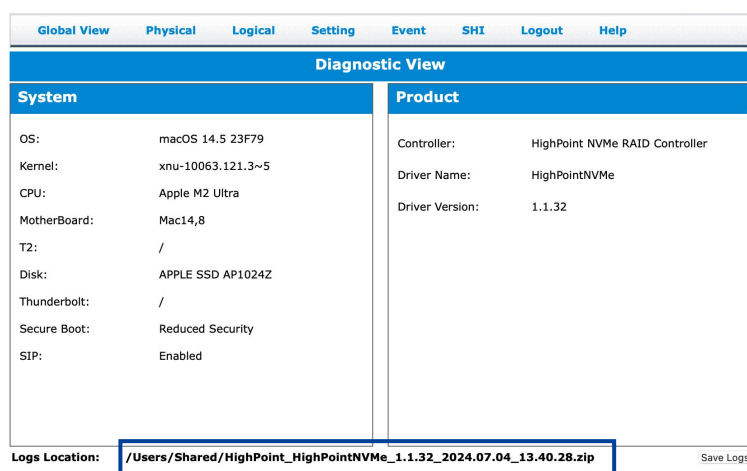 Global View Physical Logical Setting Event SHI Logout Help
Diagnostic View
System
OS: macOS 14.5 23F79
Kernel: xnu-10063.121.3~5
CPU: Apple M2 Ultra
MotherBoard: Mac14,8
T2: /
Disk: APPLE SSD AP1024Z
Thunderbolt: /
Secure Boot: Reduced Security
SIP: Enabled
Product
Controller: HighPoint NVMe RAID Controller
Driver Name: HighPointNVMe
Driver Version: 1.1.32
Logs Location: /Users/Shared/HighPoint_HighPointNVMe_1.1.32_2024.07.04_13.40.28.zip Save Logs